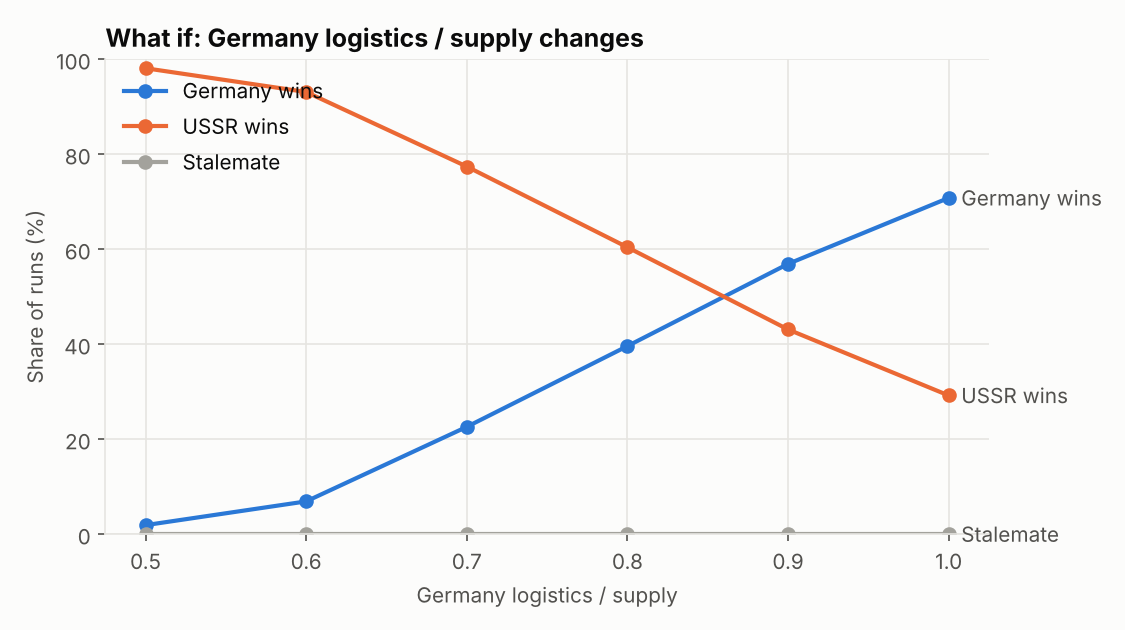 What if: Germany logistics / supply changes
100
80
60
40
20
0
Share of runs (%)
Germany wins
USSR wins
Stalemate
Germany wins
USSR wins
Stalemate
0.5 0.6 0.7 0.8 0.9 1.0
Germany logistics / supply